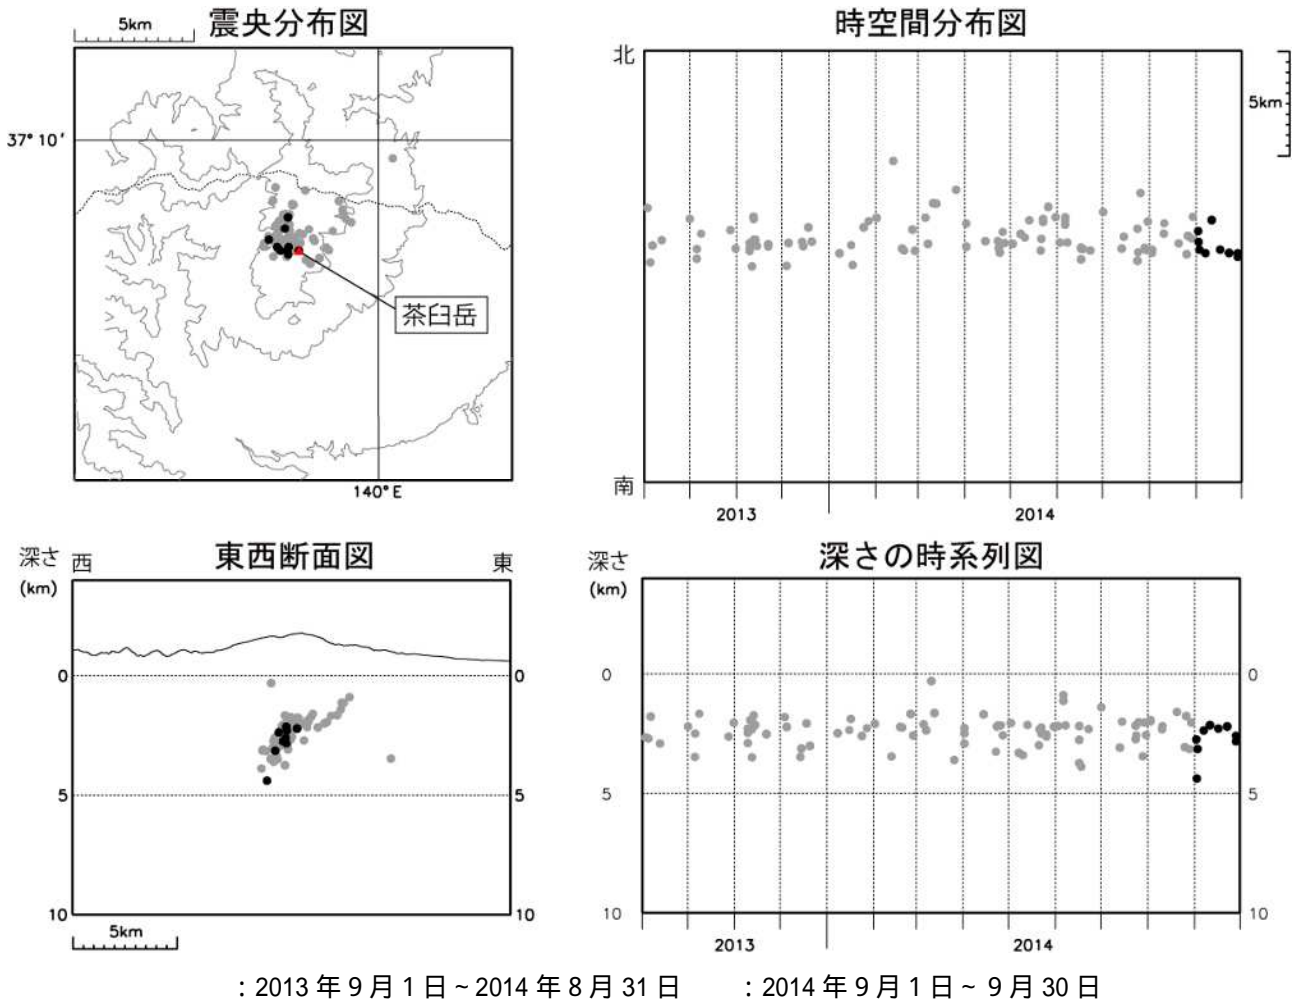 震央分布図
5km
37° 10′
茶臼岳
140° E
時空間分布図
北
5km
南
2013
2014
東西断面図
深さ
(km)
西
東
0
0
5
5
10
10
5km
深さの時系列図
深さ
(km)
0
0
5
5
10
10
2013
2014
：2013 年 9 月 1 日～2014 年 8 月 31 日　　：2014 年 9 月 1 日～ 9 月 30 日